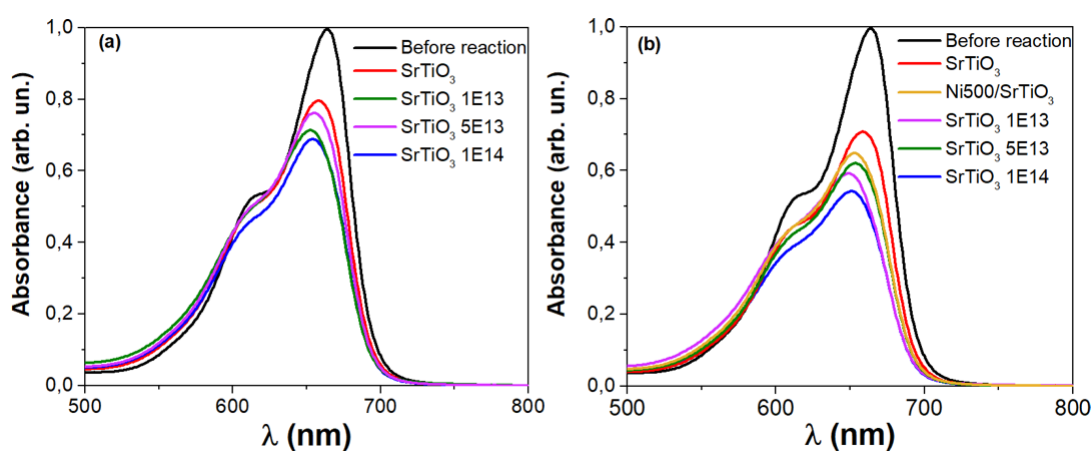 (a)
Before reaction
SrTiO₃
SrTiO₃ 1E13
SrTiO₃ 5E13
SrTiO₃ 1E14
1,0
0,8
0,6
0,4
0,2
0,0
Absorbance (arb. un.)
500
600
700
800
λ (nm)
(b)
Before reaction
SrTiO₃
Ni500/SrTiO₃
SrTiO₃ 1E13
SrTiO₃ 5E13
SrTiO₃ 1E14
1,0
0,8
0,6
0,4
0,2
0,0
Absorbance (arb. un.)
500
600
700
800
λ (nm)